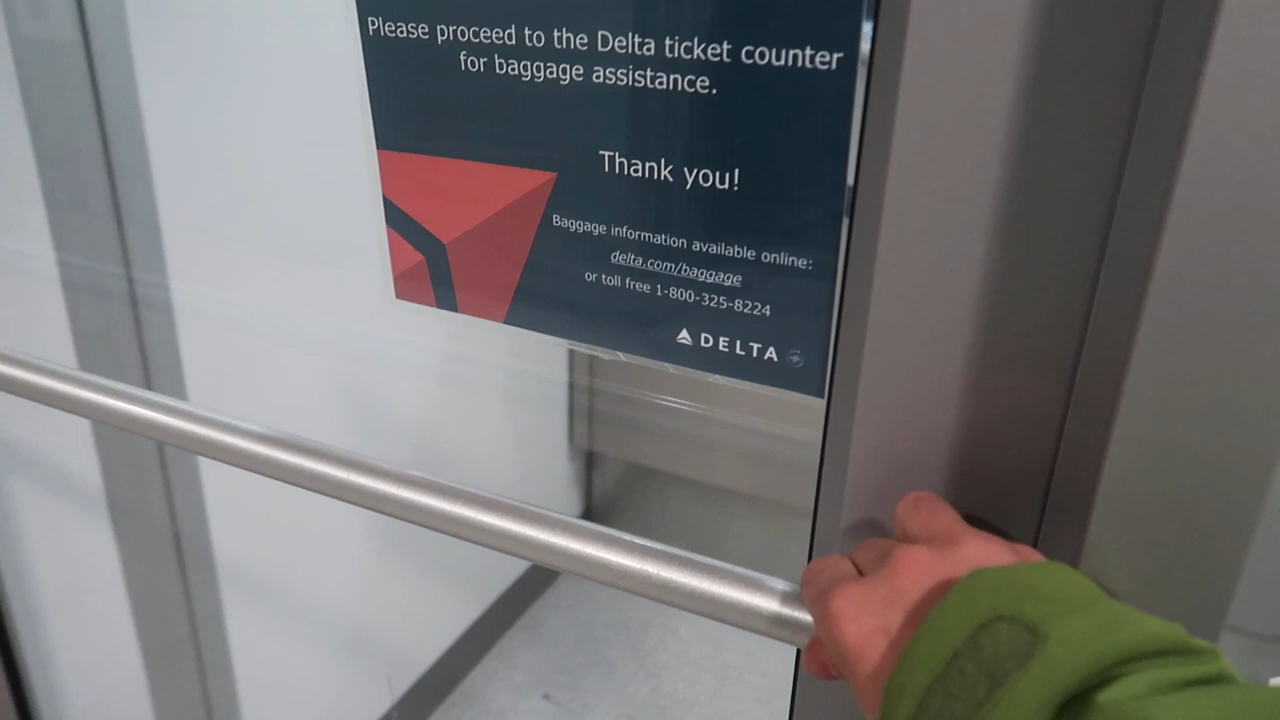 Please proceed to the Delta ticket counter
for baggage assistance.
Thank you!
Baggage information available online:
delta.com/baggage
or toll free 1-800-325-8224
DELTA